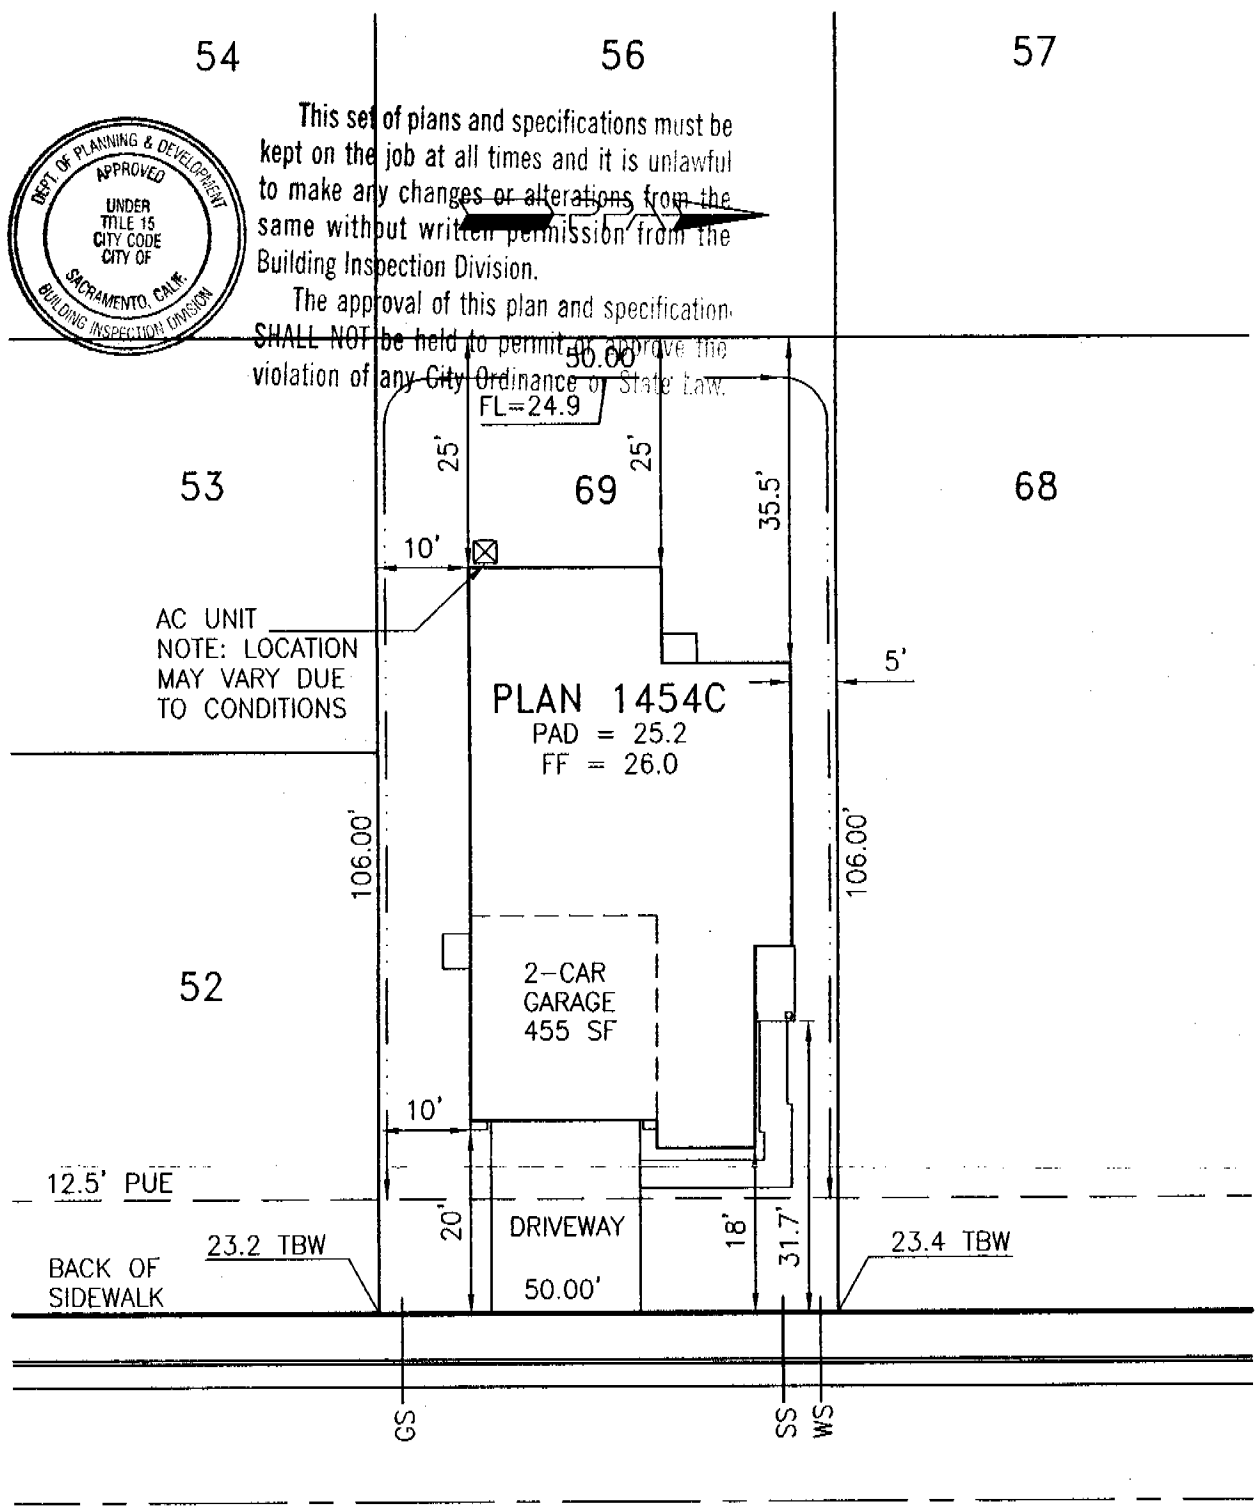 54
56
57
This set of plans and specifications must be
kept on the job at all times and it is unlawful
to make any changes or alterations from the
same without written permission from the
Building Inspection Division.
The approval of this plan and specification
SHALL NOT be held to permit or approve the
violation of any City Ordinance or State Law.
DEPT. OF PLANNING & DEVELOPMENT
APPROVED
UNDER
TITLE 15
CITY CODE
CITY OF
SACRAMENTO, CALIF.
BUILDING INSPECTION DIVISION
50.00'
FL=24.9
25'
25'
35.5'
53
69
68
10'
AC UNIT
NOTE: LOCATION
MAY VARY DUE
TO CONDITIONS
5'
PLAN 1454C
PAD = 25.2
FF = 26.0
106.00'
106.00'
52
2-CAR
GARAGE
455 SF
10'
12.5' PUE
20'
DRIVEWAY
18'
31.7'
23.2 TBW
23.4 TBW
BACK OF
SIDEWALK
50.00'
GS
SS
WS